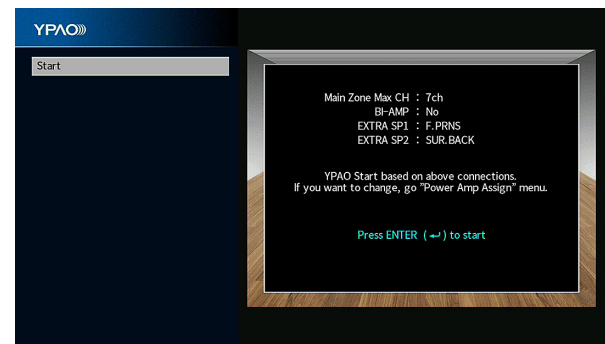 YPAO
Start
Main Zone Max CH : 7ch
BI-AMP : No
EXTRA SP1 : F.PRNS
EXTRA SP2 : SUR.BACK
YPAO Start based on above connections.
If you want to change, go "Power Amp Assign" menu.
Press ENTER (↵) to start